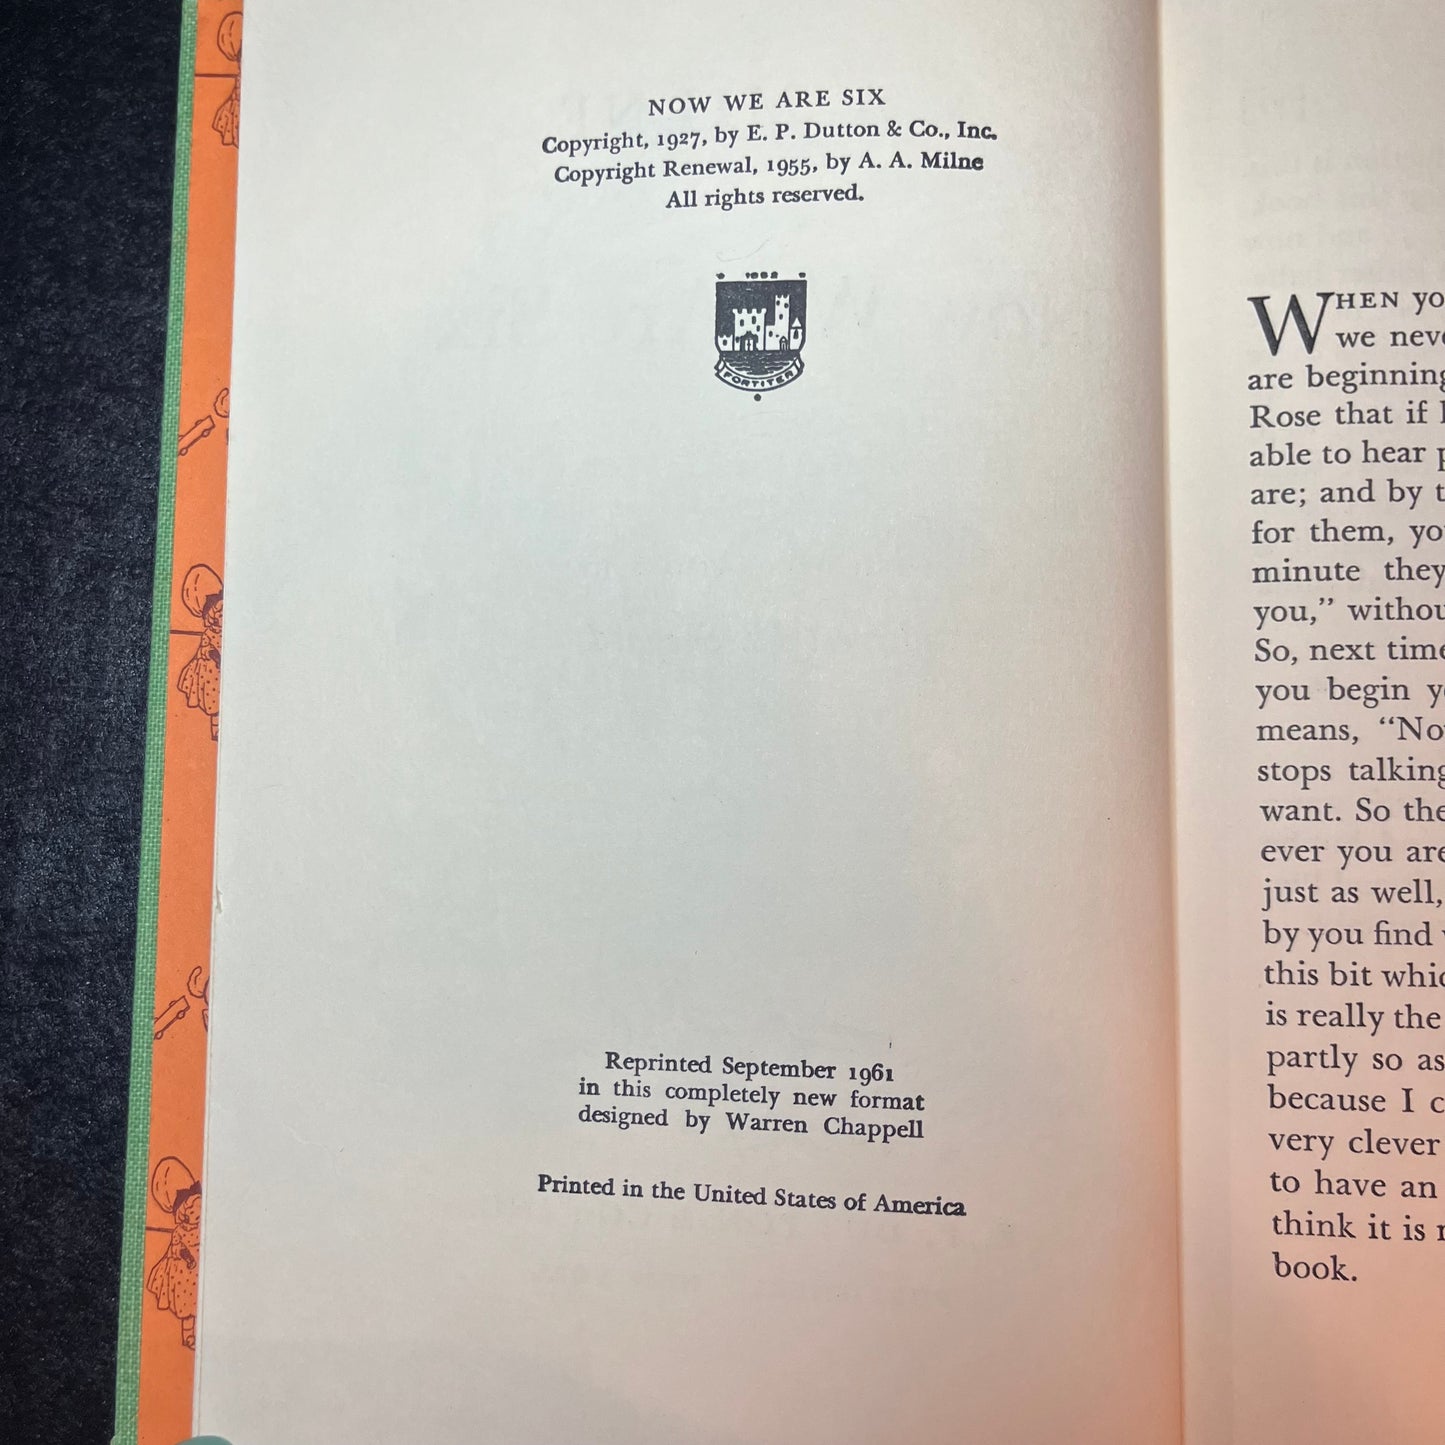 NOW WE ARE SIX
Copyright, 1927, by E. P. Dutton & Co., Inc.
Copyright Renewal, 1955, by A. A. Milne
All rights reserved.
1852
FORTITER
Reprinted September 1961
in this completely new format
designed by Warren Chappell
Printed in the United States of America
WHEN yo
we neve
are beginning
Rose that if
able to hear p
are; and by t
for them, yo
minute they
you,” withou
So, next time
you begin y
means, “No
stops talking
want. So the
ever you are
just as well,
by you find
this bit whic
is really the
partly so as
because I c
very clever
to have an
think it is
book.